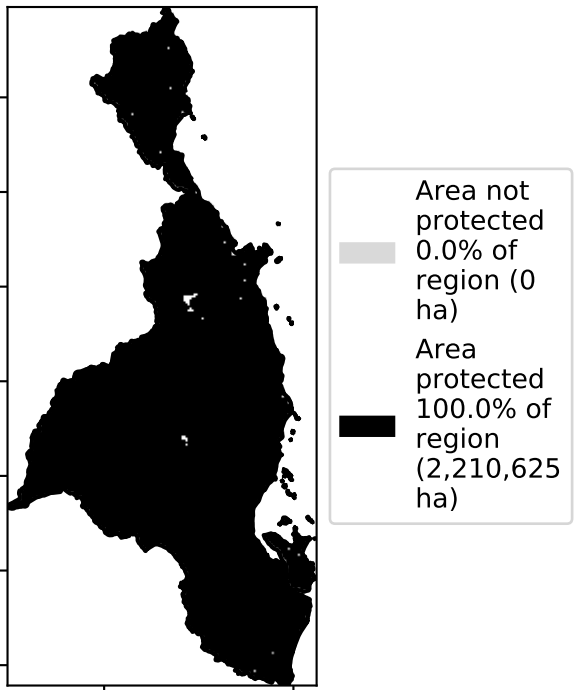 Area not
protected
0.0% of
region (0
ha)
Area
protected
100.0% of
region
(2,210,625
ha)